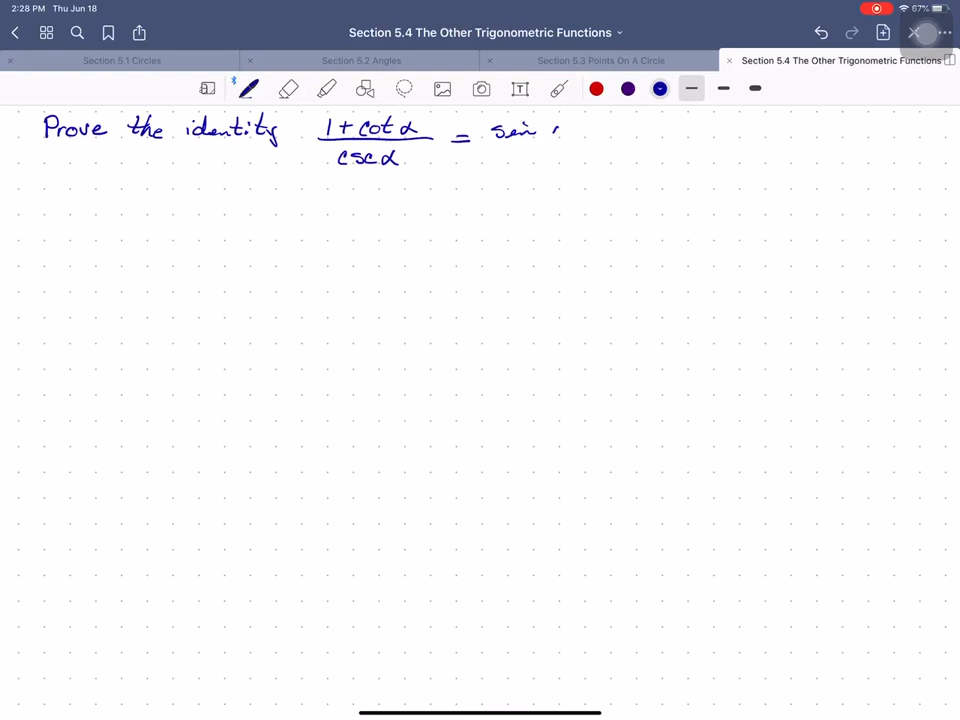 2:28 PM Thu Jun 18
67%
Section 5.4 The Other Trigonometric Functions
Section 5.1 Circles
Section 5.2 Angles
Section 5.3 Points On A Circle
Section 5.4 The Other Trigonometric Functions
Prove the identity 1 + cot α / csc α = sin